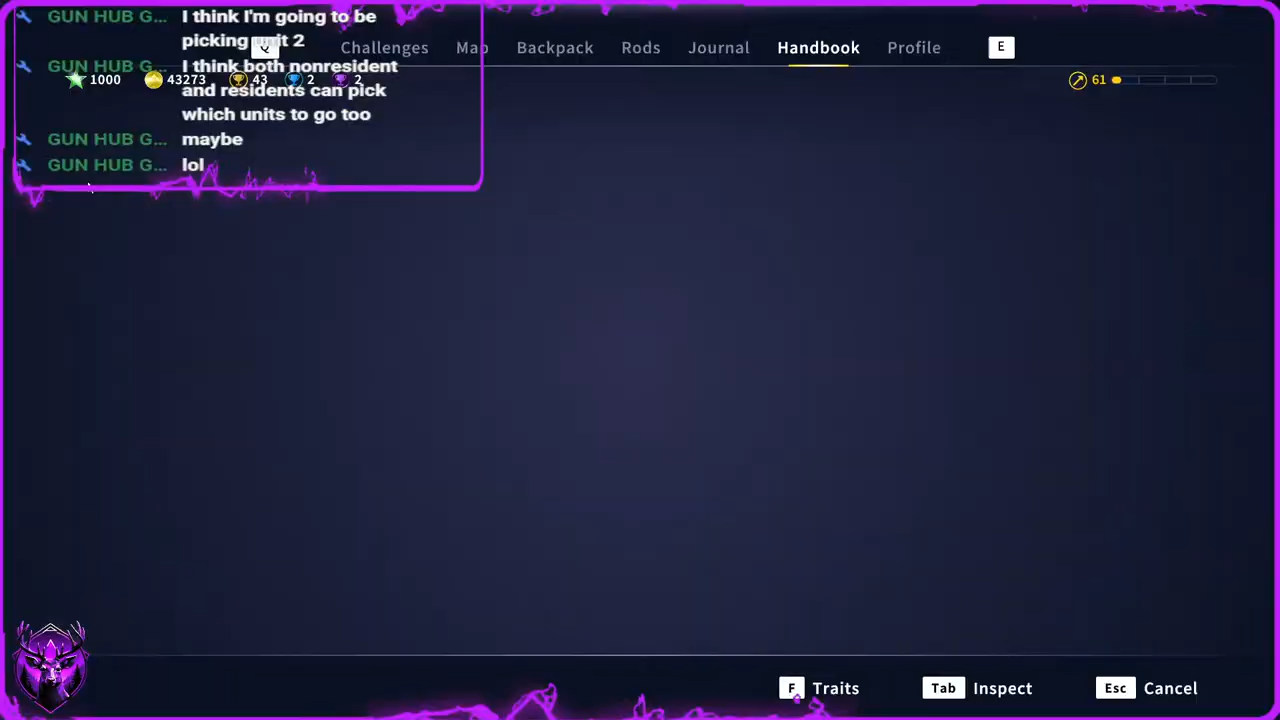 GUN HUB G... I think I'm going to be
picking unit 2
GUN HUB G... I think both nonresident
and residents can pick
which units to go too
GUN HUB G... maybe
GUN HUB G... lol
Q Challenges Map Backpack Rods Journal Handbook Profile E
1000 43273 43 2 2 61
F Traits Tab Inspect Esc Cancel